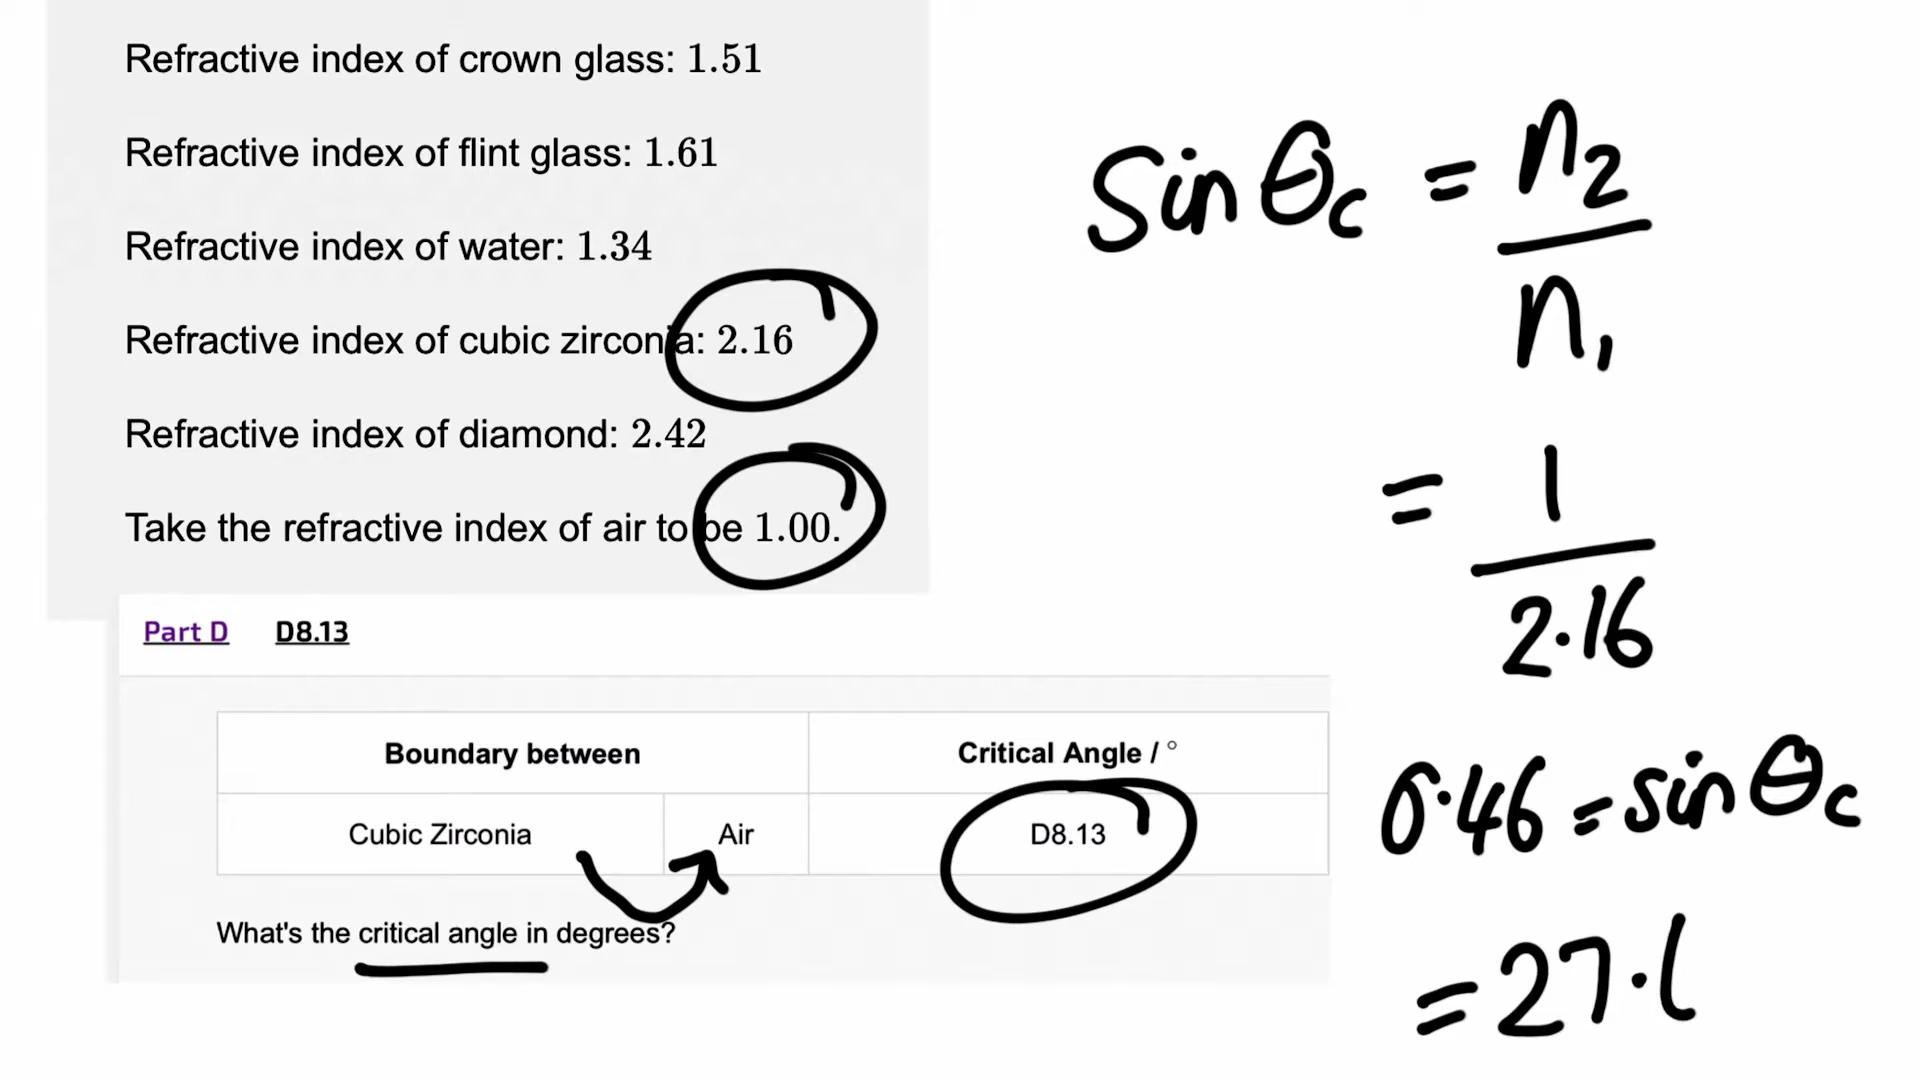 Refractive index of crown glass: 1.51
Refractive index of flint glass: 1.61
Refractive index of water: 1.34
Refractive index of cubic zirconia: 2.16
Refractive index of diamond: 2.42
Take the refractive index of air to be 1.00.
Part D D8.13
Boundary between Critical Angle / °
Cubic Zirconia Air D8.13
What's the critical angle in degrees?
sin θc = n2
n1
= 1
2.16
0.46 = sin θc
= 27.